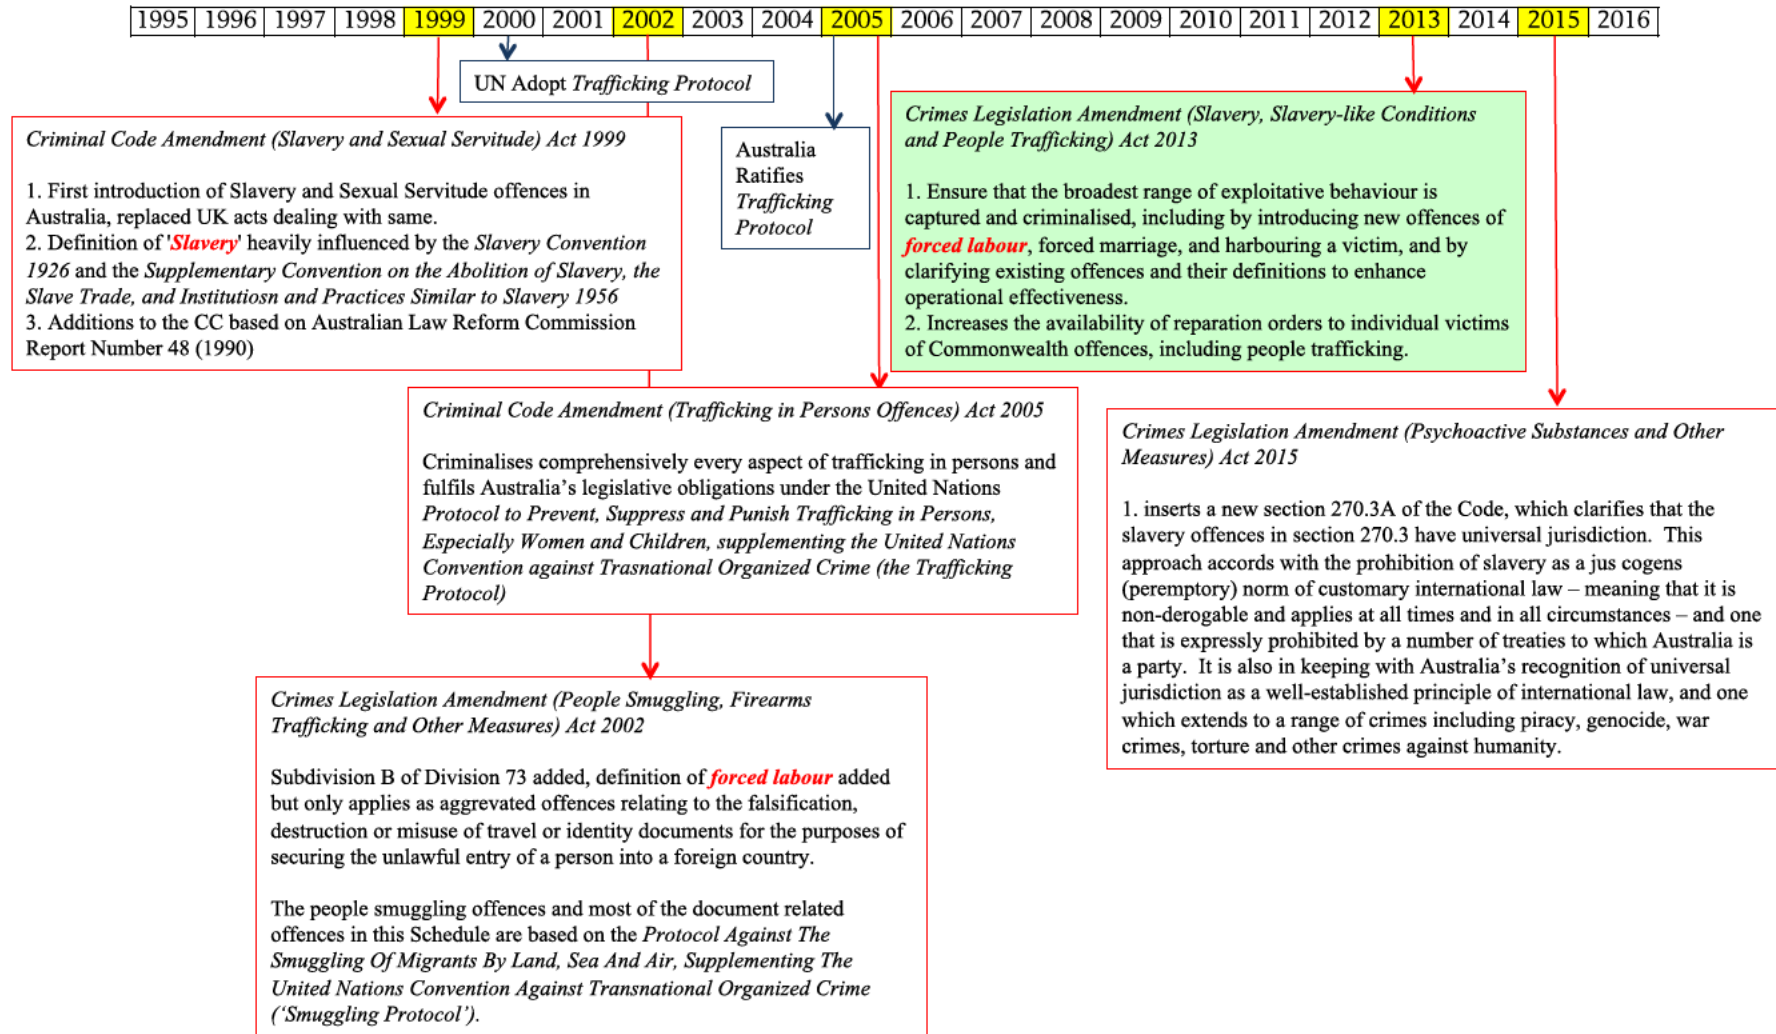 1995 1996 1997 1998 1999 2000 2001 2002 2003 2004 2005 2006 2007 2008 2009 2010 2011 2012 2013 2014 2015 2016
UN Adopt Trafficking Protocol
Criminal Code Amendment (Slavery and Sexual Servitude) Act 1999
1. First introduction of Slavery and Sexual Servitude offences in
Australia, replaced UK acts dealing with same.
2. Definition of 'Slavery' heavily influenced by the Slavery Convention
1926 and the Supplementary Convention on the Abolition of Slavery, the
Slave Trade, and Institutiosn and Practices Similar to Slavery 1956
3. Additions to the CC based on Australian Law Reform Commission
Report Number 48 (1990)
Australia
Ratifies
Trafficking
Protocol
Crimes Legislation Amendment (Slavery, Slavery-like Conditions
and People Trafficking) Act 2013
1. Ensure that the broadest range of exploitative behaviour is
captured and criminalised, including by introducing new offences of
forced labour, forced marriage, and harbouring a victim, and by
clarifying existing offences and their definitions to enhance
operational effectiveness.
2. Increases the availability of reparation orders to individual victims
of Commonwealth offences, including people trafficking.
Criminal Code Amendment (Trafficking in Persons Offences) Act 2005
Criminalises comprehensively every aspect of trafficking in persons and
fulfils Australia's legislative obligations under the United Nations
Protocol to Prevent, Suppress and Punish Trafficking in Persons,
Especially Women and Children, supplementing the United Nations
Convention against Trasnational Organized Crime (the Trafficking
Protocol)
Crimes Legislation Amendment (Psychoactive Substances and Other
Measures) Act 2015
1. inserts a new section 270.3A of the Code, which clarifies that the
slavery offences in section 270.3 have universal jurisdiction. This
approach accords with the prohibition of slavery as a jus cogens
(peremptory) norm of customary international law – meaning that it is
non-derogable and applies at all times and in all circumstances – and one
that is expressly prohibited by a number of treaties to which Australia is
a party. It is also in keeping with Australia's recognition of universal
jurisdiction as a well-established principle of international law, and one
which extends to a range of crimes including piracy, genocide, war
crimes, torture and other crimes against humanity.
Crimes Legislation Amendment (People Smuggling, Firearms
Trafficking and Other Measures) Act 2002
Subdivision B of Division 73 added, definition of forced labour added
but only applies as aggrevated offences relating to the falsification,
destruction or misuse of travel or identity documents for the purposes of
securing the unlawful entry of a person into a foreign country.
The people smuggling offences and most of the document related
offences in this Schedule are based on the Protocol Against The
Smuggling Of Migrants By Land, Sea And Air, Supplementing The
United Nations Convention Against Transnational Organized Crime
('Smuggling Protocol').